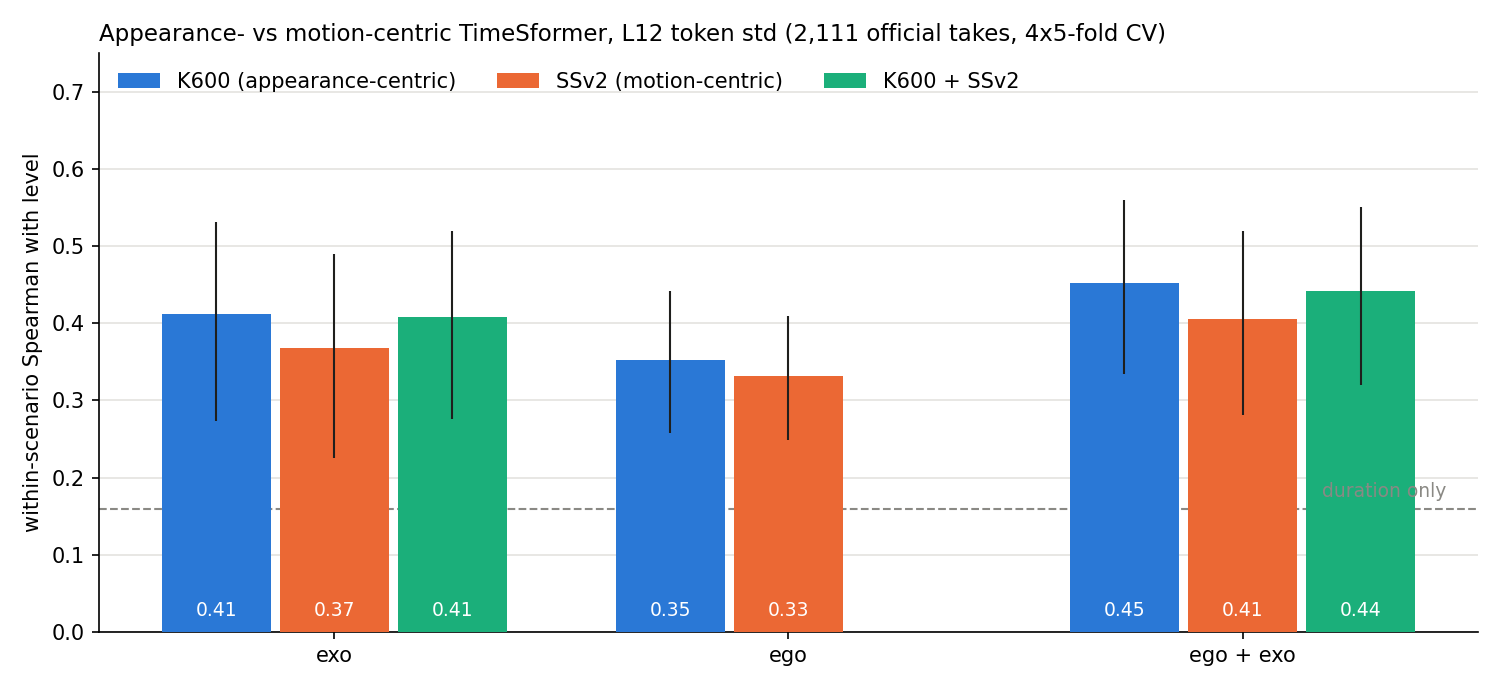 Appearance- vs motion-centric TimeSformer, L12 token std (2,111 official takes, 4x5-fold CV)
K600 (appearance-centric)
SSv2 (motion-centric)
K600 + SSv2
within-scenario Spearman with level
0.7
0.6
0.5
0.4
0.3
0.2
0.1
0.0
duration only
0.41
0.37
0.41
0.35
0.33
0.45
0.41
0.44
exo
ego
ego + exo